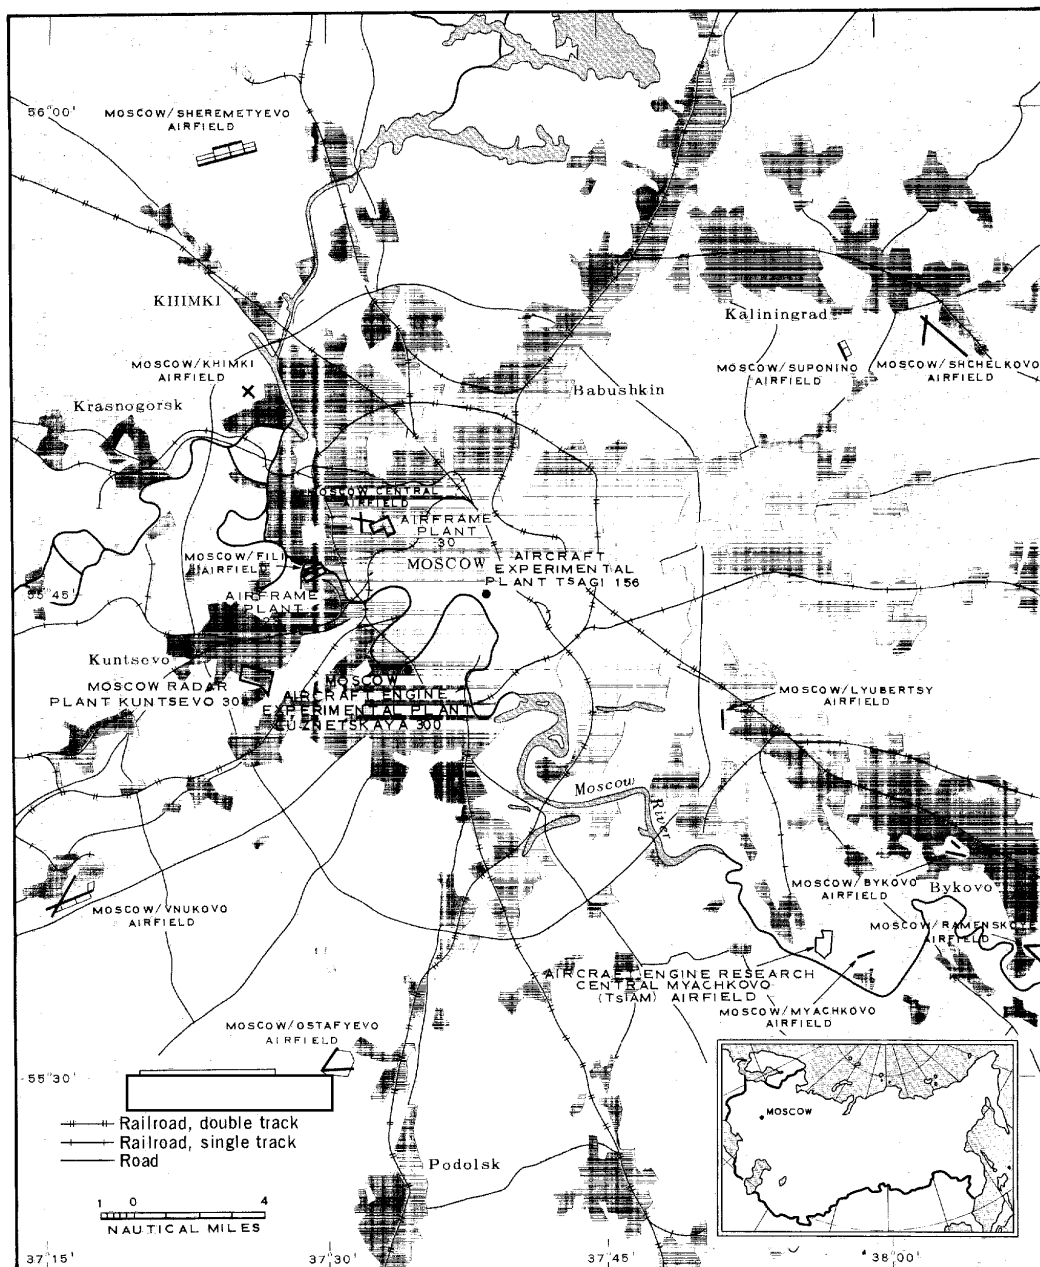 56°00'
MOSCOW/SHEREMETYEVO
AIRFIELD
KHIMKI
Kaliningrad
MOSCOW/KHIMKI
AIRFIELD
MOSCOW/SUPONINO
AIRFIELD
MOSCOW/SHCHELKOVO
AIRFIELD
Babushkin
Krasnogorsk
MOSCOW CENTRAL
AIRFIELD
AIRFRAME
PLANT
30
MOSCOW/FILI
AIRFIELD
MOSCOW
AIRCRAFT
EXPERIMENTAL
PLANT TSAGI 156
55°45'
AIRFRAME
PLANT
Kuntsevo
MOSCOW RADAR
PLANT KUNTSEVO 304
MOSCOW
AIRCRAFT ENGINE
EXPERIMENTAL PLANT
KUZNETSKAYA 300
MOSCOW/LYUBERTSY
AIRFIELD
Moscow
River
MOSCOW/BYKOVO
AIRFIELD
Bykovo
MOSCOW/VNUKOVO
AIRFIELD
MOSCOW/RAMENSKOYE
AIRFIELD
AIRCRAFT ENGINE RESEARCH
CENTRAL MYACHKOVO
(TsIAM) AIRFIELD
MOSCOW/MYACHKOVO
AIRFIELD
MOSCOW/OSTAFYEVO
AIRFIELD
55°30'
MOSCOW
Railroad, double track
Railroad, single track
Road
Podolsk
1 0 4
NAUTICAL MILES
37°15' 37°30' 37°45' 38°00'